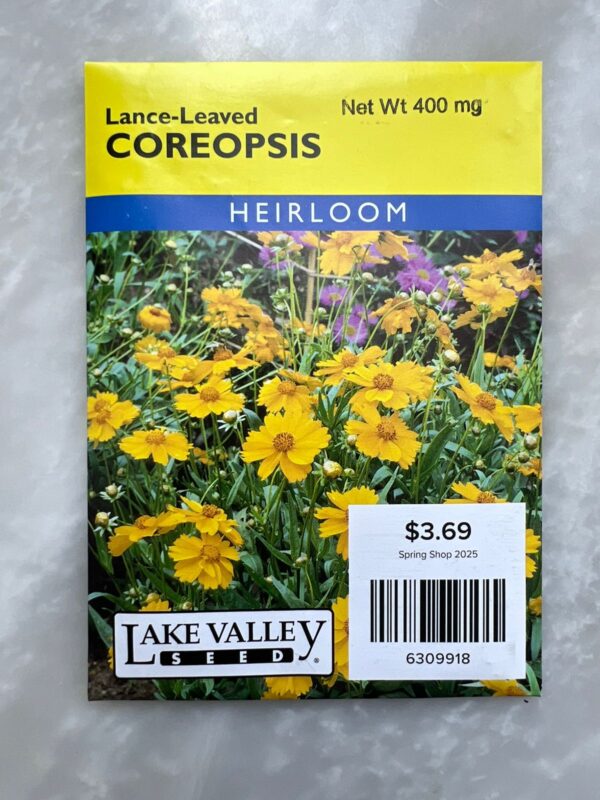 Lance-Leaved
COREOPSIS
Net Wt 400 mg
HEIRLOOM
$3.69
Spring Shop 2025
6309918
LAKE VALLEY
SEED®